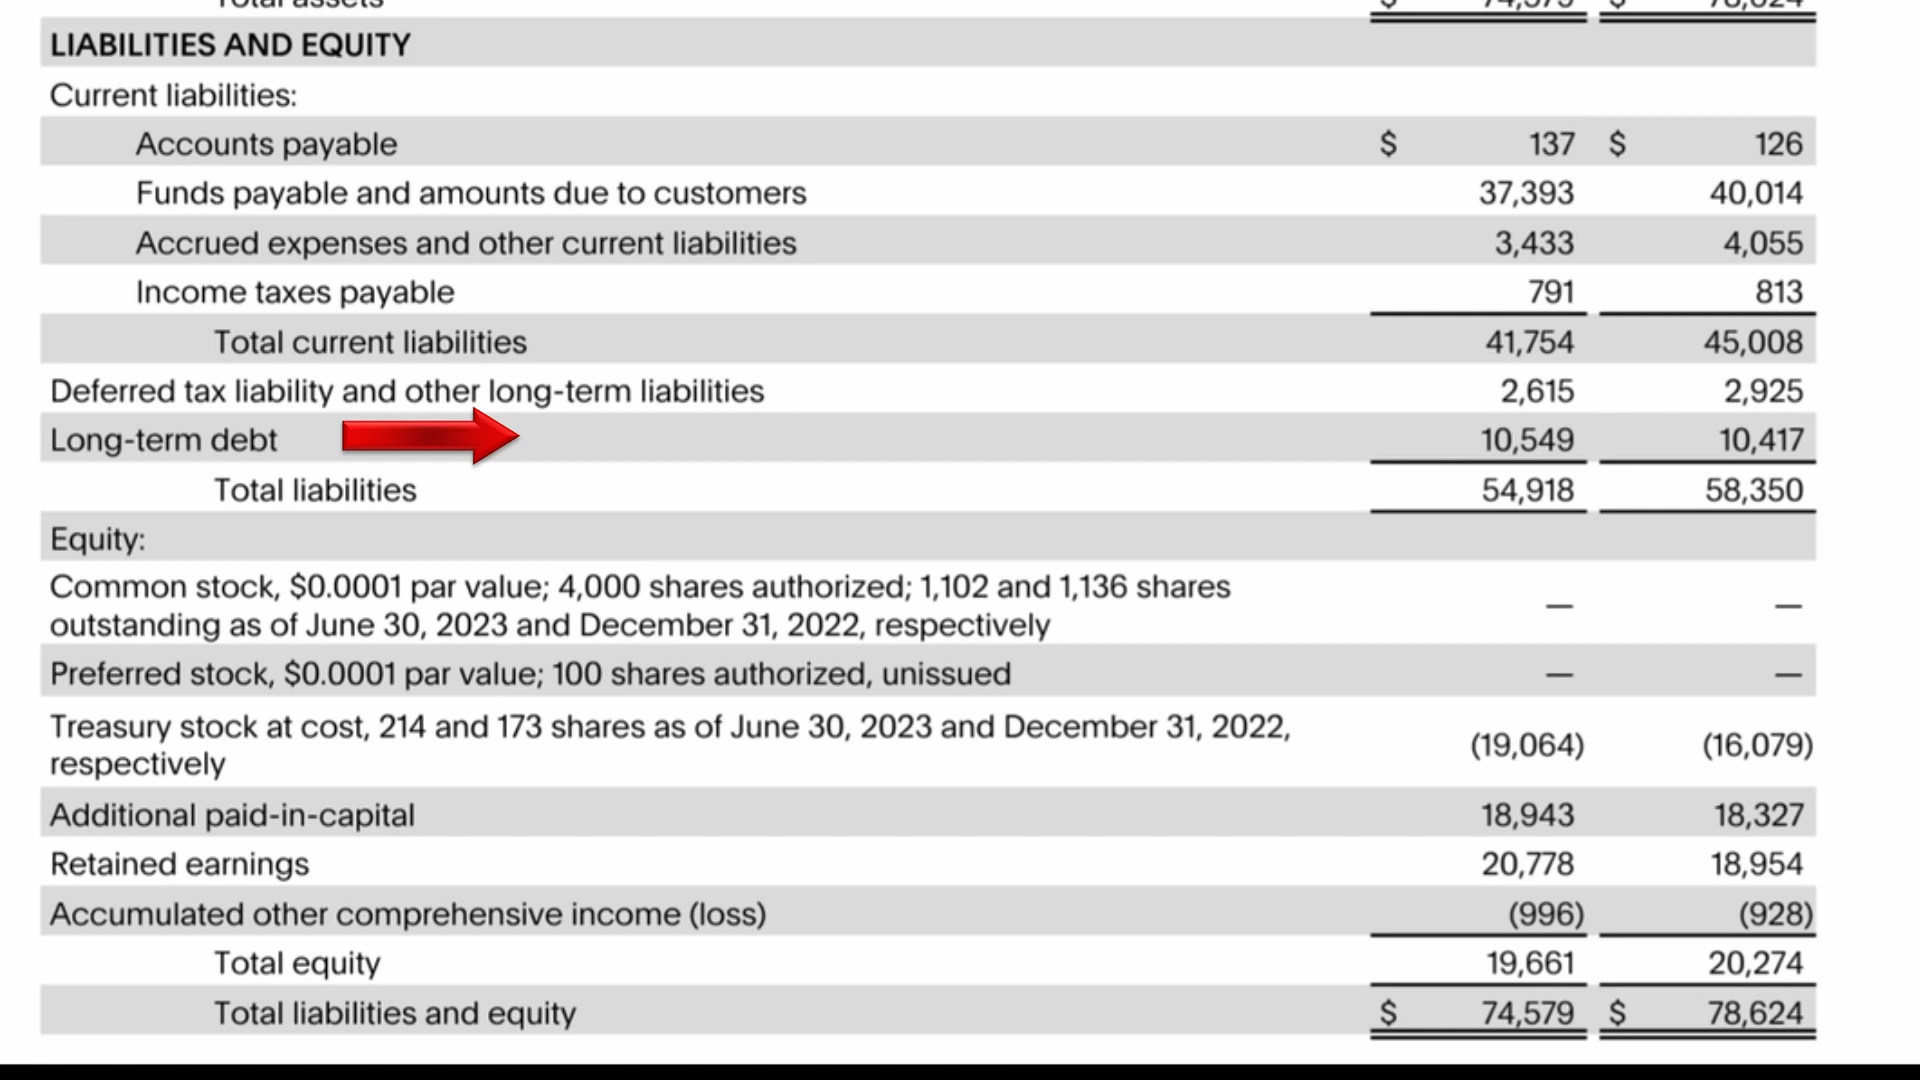 Total assets $ 74,579 $ 78,624
LIABILITIES AND EQUITY
Current liabilities:
Accounts payable $ 137 $ 126
Funds payable and amounts due to customers 37,393 40,014
Accrued expenses and other current liabilities 3,433 4,055
Income taxes payable 791 813
Total current liabilities 41,754 45,008
Deferred tax liability and other long-term liabilities 2,615 2,925
Long-term debt 10,549 10,417
Total liabilities 54,918 58,350
Equity:
Common stock, $0.0001 par value; 4,000 shares authorized; 1,102 and 1,136 shares
outstanding as of June 30, 2023 and December 31, 2022, respectively — —
Preferred stock, $0.0001 par value; 100 shares authorized, unissued — —
Treasury stock at cost, 214 and 173 shares as of June 30, 2023 and December 31, 2022,
respectively (19,064) (16,079)
Additional paid-in-capital 18,943 18,327
Retained earnings 20,778 18,954
Accumulated other comprehensive income (loss) (996) (928)
Total equity 19,661 20,274
Total liabilities and equity $ 74,579 $ 78,624